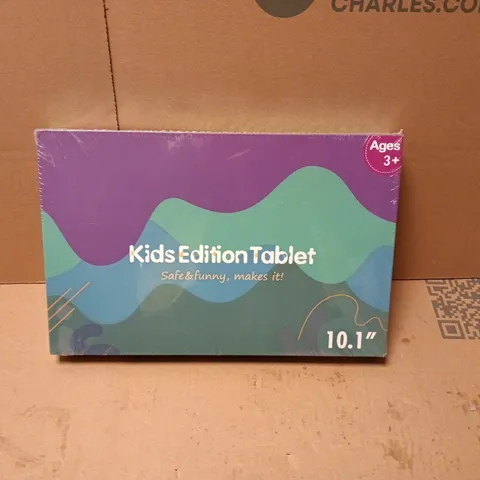 CHARLES.CO
Ages
3+
Kids Edition Tablet
Safe&funny, makes it!
10.1"